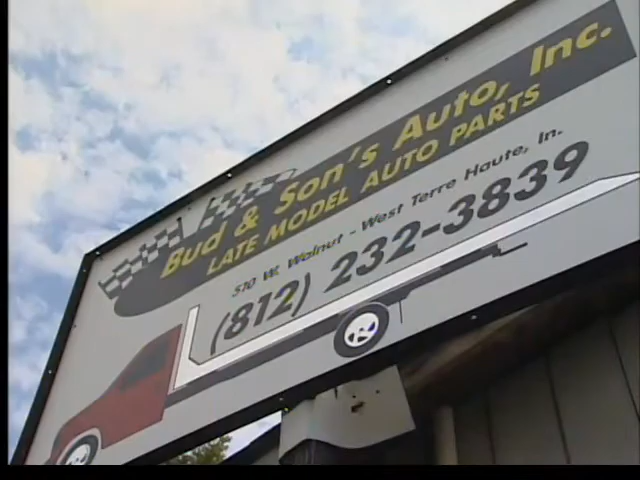 Bud & Son's Auto, Inc.
LATE MODEL AUTO PARTS
510 W. Walnut - West Terre Haute, In.
(812) 232-3839